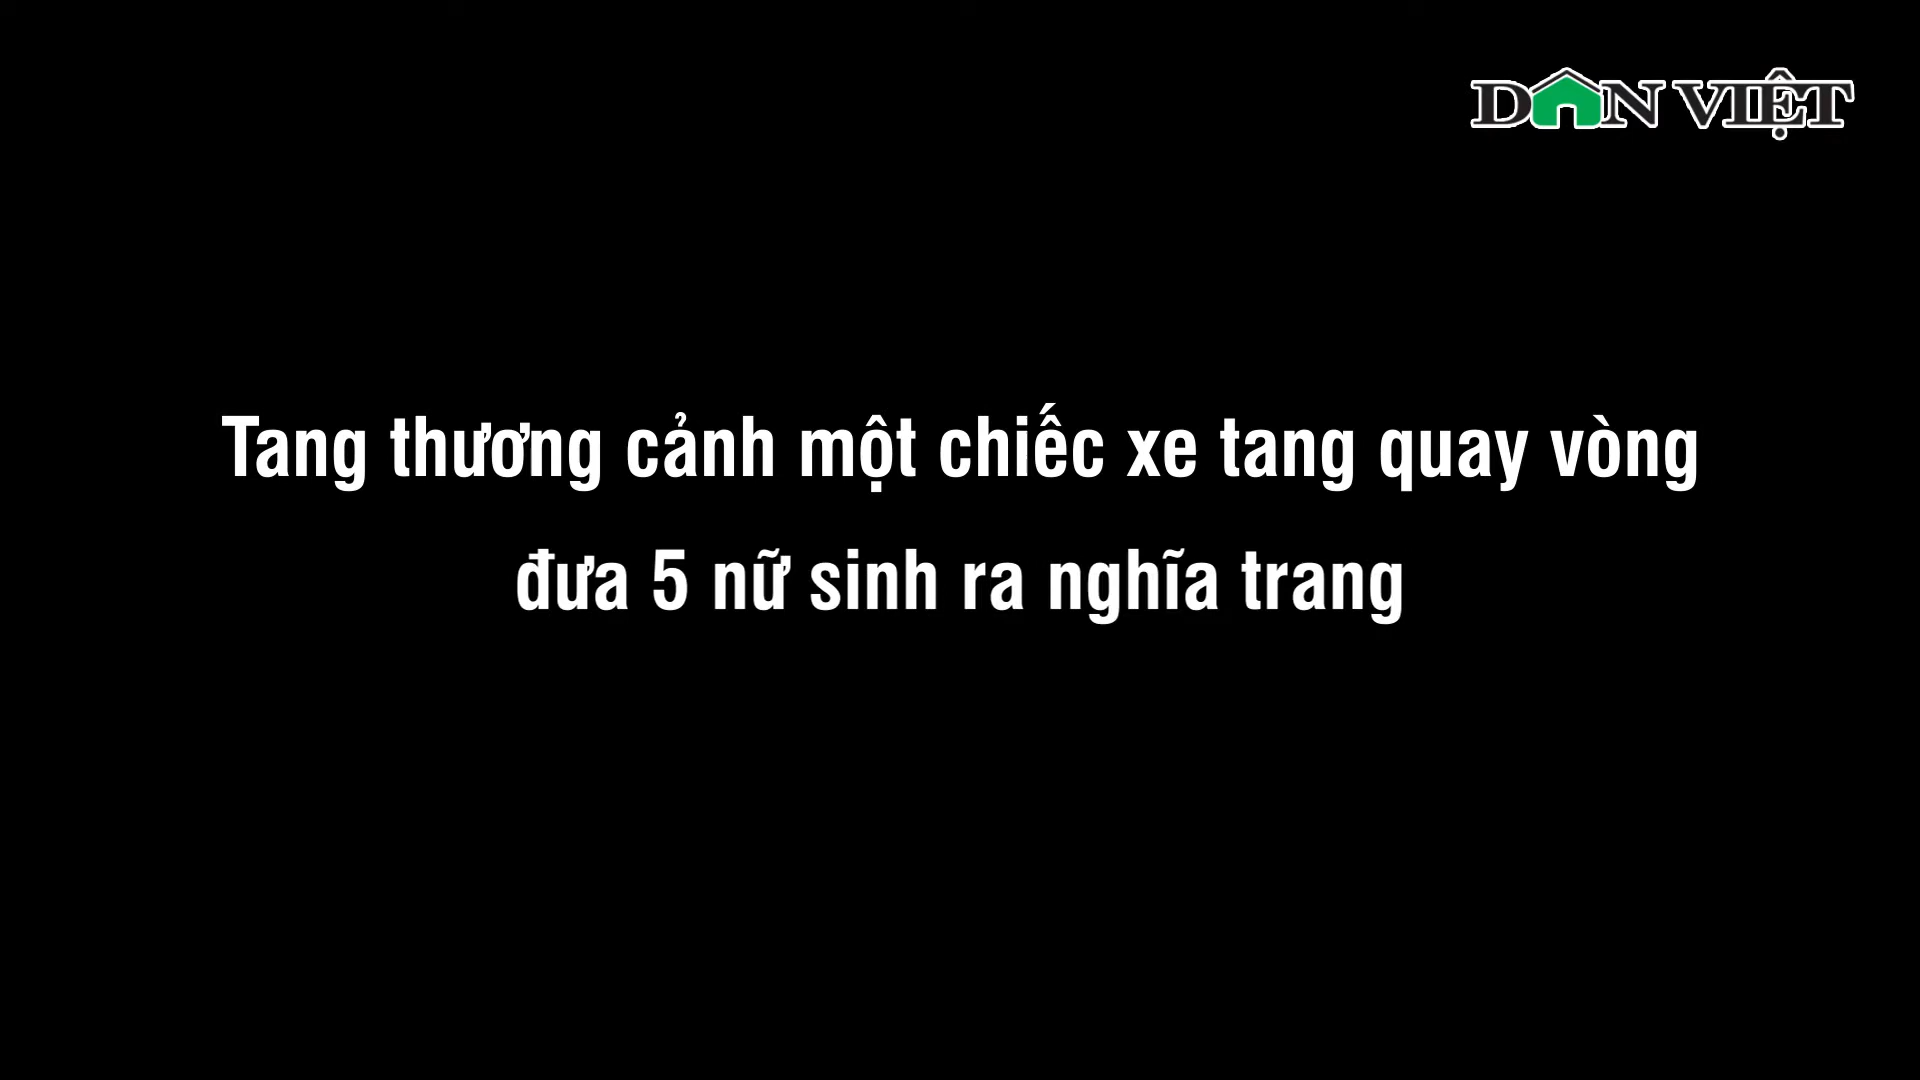 DÂN VIỆT
Tang thương cảnh một chiếc xe tang quay vòng
đưa 5 nữ sinh ra nghĩa trang